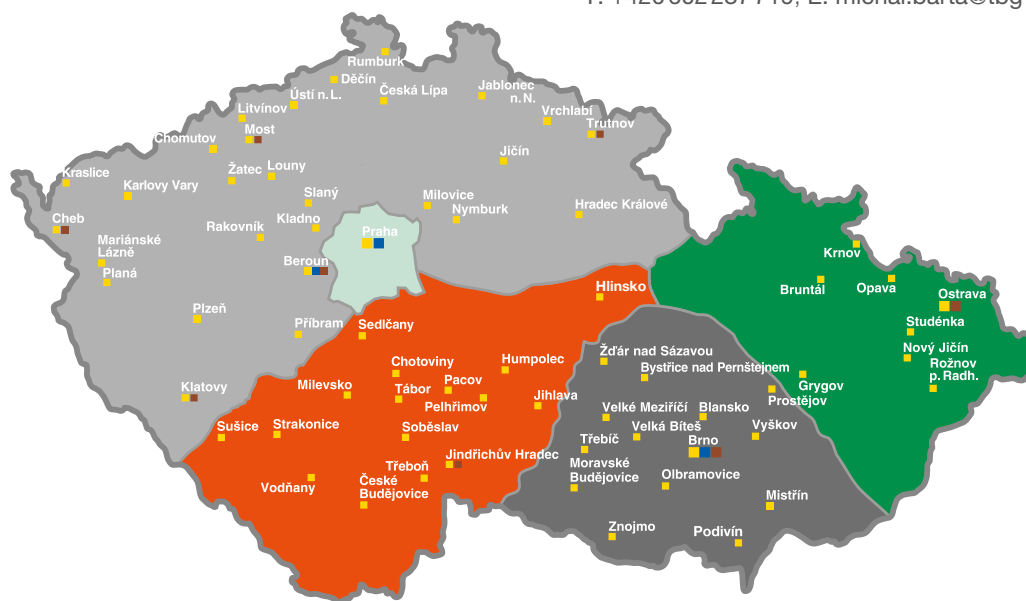 Rumburk
Děčín
Ústí n. L.
Česká Lípa
Jablonec
n. N.
Litvínov
Vrchlabí
Most
Trutnov
Chomutov
Jičín
Kraslice
Žatec
Louny
Karlovy Vary
Slaný
Milovice
Cheb
Kladno
Nymburk
Hradec Králové
Rakovník
Praha
Mariánské
Lázně
Beroun
Planá
Krnov
Bruntál
Opava
Hlinsko
Ostrava
Plzeň
Příbram
Sedlčany
Studénka
Žďár nad Sázavou
Nový Jičín
Chotoviny
Humpolec
Bystřice nad Pernštejnem
Rožnov
p. Radh.
Klatovy
Milevsko
Tábor
Pacov
Grygov
Jihlava
Pelhřimov
Prostějov
Sušice
Strakonice
Soběslav
Velké Meziříčí
Blansko
Velká Bíteš
Vyškov
Třebíč
Brno
Jindřichův Hradec
Třeboň
Moravské
Budějovice
Vodňany
České
Budějovice
Olbramovice
Mistřín
Znojmo
Podivín